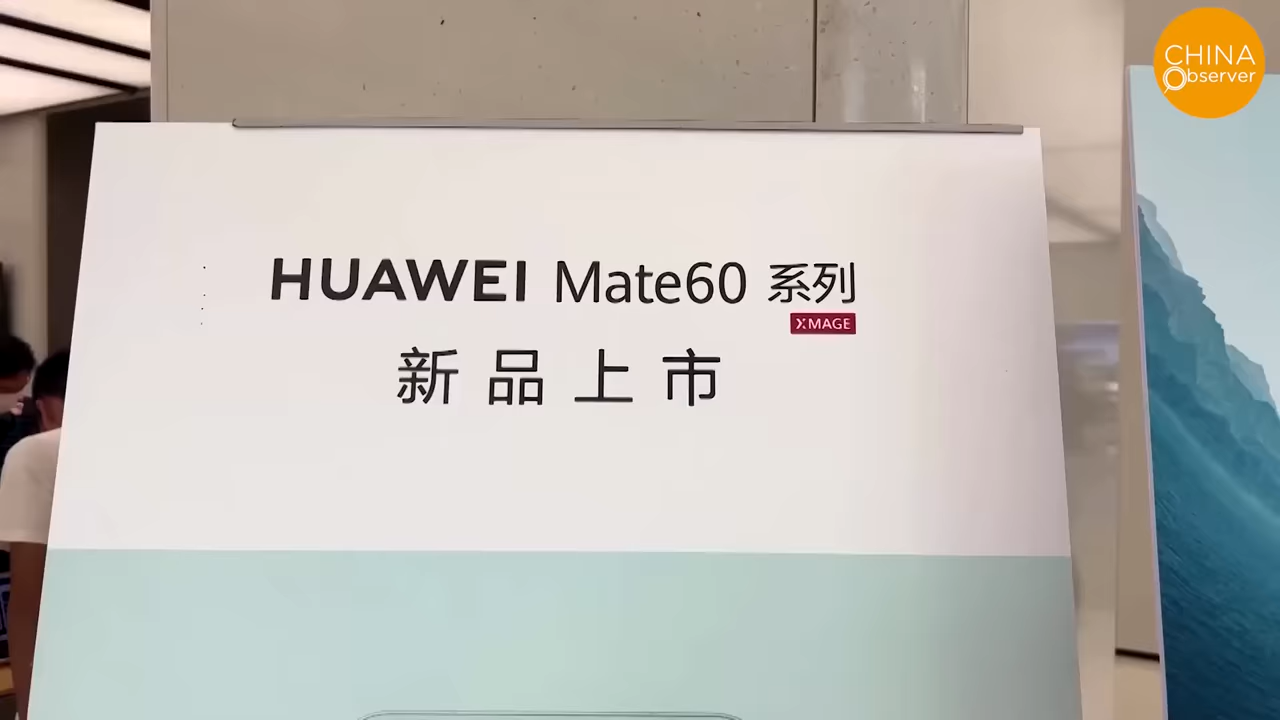 CHINA
Observer
HUAWEI Mate60 系列
XMAGE
新品上市